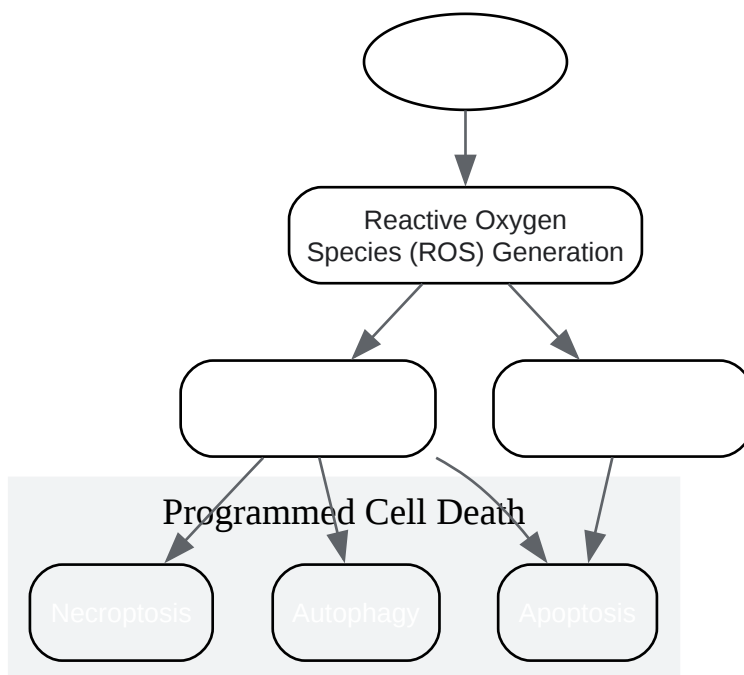 Reactive Oxygen
Species (ROS) Generation
Programmed Cell Death
Necroptosis
Autophagy
Apoptosis